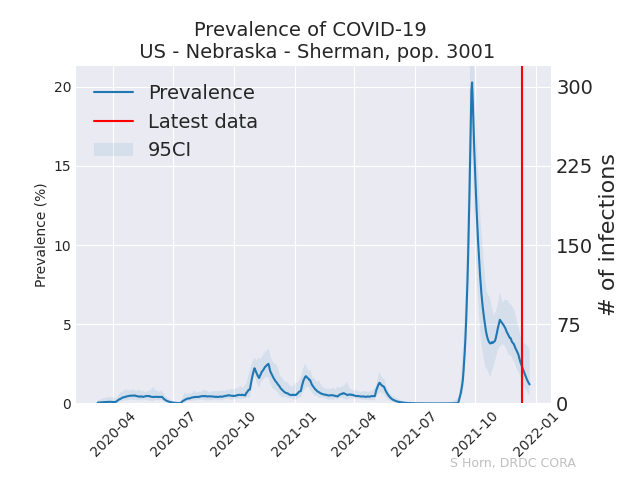 Prevalence of COVID-19
US - Nebraska - Sherman, pop. 3001
Prevalence
Latest data
95CI
Prevalence (%)
20
15
10
5
0
300
225
150
75
0
# of infections
2020-04
2020-07
2020-10
2021-01
2021-04
2021-07
2021-10
2022-01
S Horn, DRDC CORA